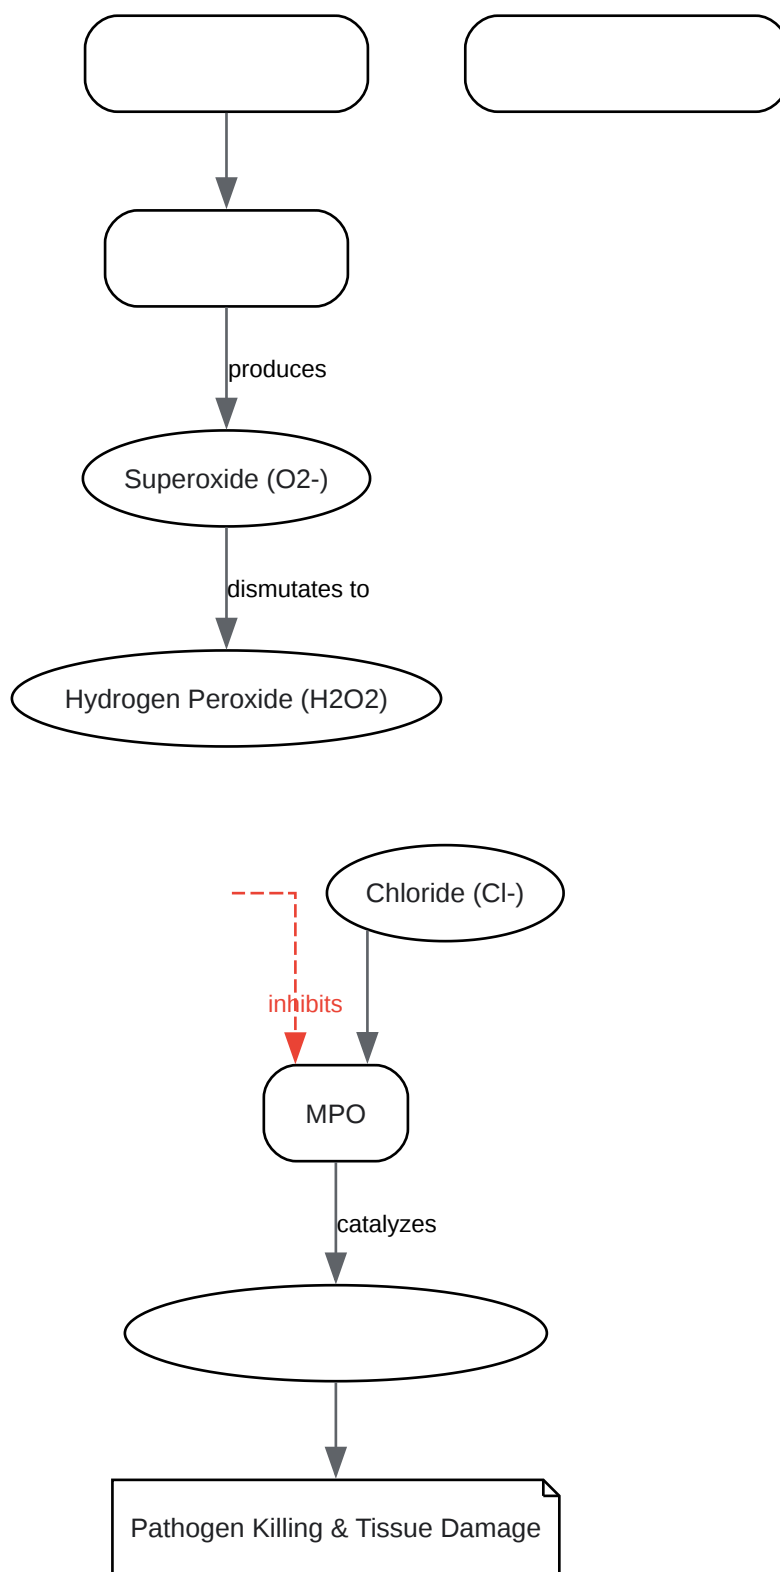 produces
Superoxide (O2-)
dismutates to
Hydrogen Peroxide (H2O2)
Chloride (Cl-)
inhibits
MPO
catalyzes
Pathogen Killing & Tissue Damage